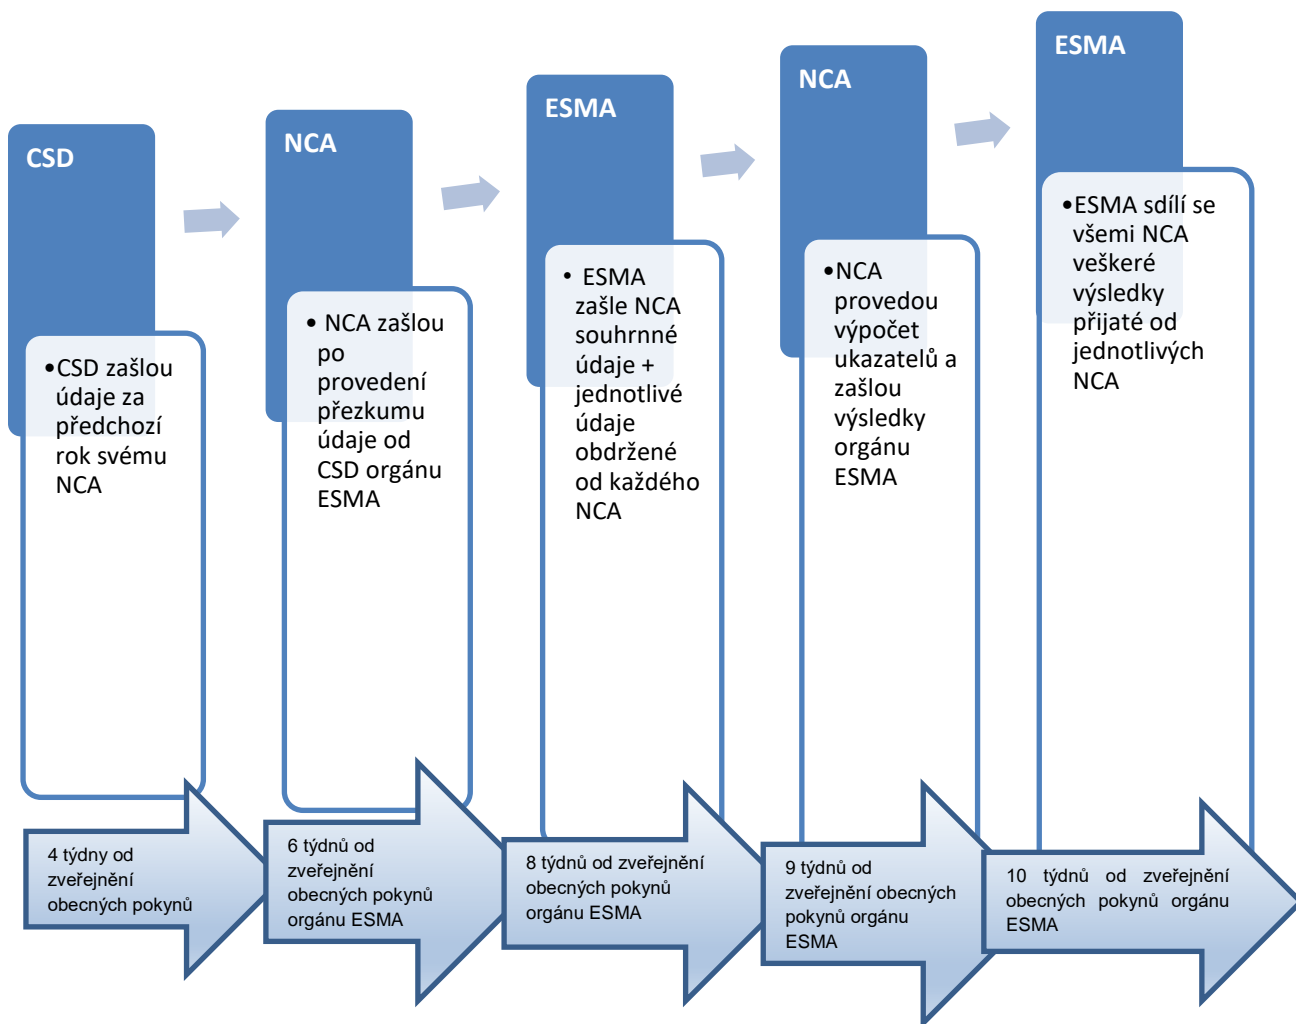 CSD
•CSD zašlou
údaje za
předchozí
rok svému
NCA
NCA
• NCA zašlou
po
provedení
přezkumu
údaje od
CSD orgánu
ESMA
ESMA
• ESMA
zašle NCA
souhrnné
údaje +
jednotlivé
údaje
obdržené
od každého
NCA
NCA
•NCA
provedou
výpočet
ukazatelů a
zašlou
výsledky
orgánu
ESMA
ESMA
•ESMA sdílí se
všemi NCA
veškeré
výsledky
přijaté od
jednotlivých
NCA
4 týdny od
zveřejnění
obecných pokynů
6 týdnů od
zveřejnění
obecných pokynů
orgánu ESMA
8 týdnů od zveřejnění
obecných pokynů
orgánu ESMA
9 týdnů od
zveřejnění obecných
pokynů orgánu
ESMA
10 týdnů od zveřejnění
obecných pokynů orgánu
ESMA